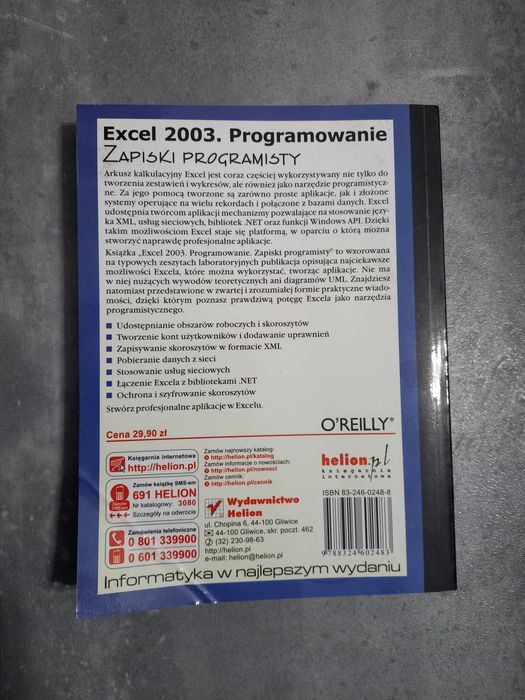 Excel 2003. Programowanie
ZAPISKI PROGRAMISTY
Arkusz kalkulacyjny Excel jest coraz częściej wykorzystywany nie tylko do
tworzenia zestawień i wykresów, ale również jako narzędzie programistycz-
ne. Za jego pomocą tworzone są zarówno proste aplikacje, jak i złożone
systemy operujące na wielu rekordach i połączone z bazami danych. Excel
udostępnia twórcom aplikacji mechanizmy pozwalające na stosowanie języ-
ka XML, usług sieciowych, bibliotek .NET oraz funkcji Windows API. Dzięki
takim możliwościom Excel staje się platformą, w oparciu o którą można
stworzyć naprawdę profesjonalne aplikacje.
Książka „Excel 2003. Programowanie. Zapiski programisty” to wzorowana
na typowych zeszytach laboratoryjnych publikacja opisująca najciekawsze
możliwości Excela, które można wykorzystać, tworząc aplikacje. Nie ma
w niej nużących wywodów teoretycznych ani diagramów UML. Znajdziesz
natomiast przedstawione w zwartej i zrozumiałej formie praktyczne wiado-
mości, dzięki którym poznasz prawdziwą potęgę Excela jako narzędzia
programistycznego.
■ Udostępnianie obszarów roboczych i skoroszytów
■ Tworzenie kont użytkowników i dodawanie uprawnień
■ Zapisywanie skoroszytów w formacie XML
■ Pobieranie danych z sieci
■ Stosowanie usług sieciowych
■ Łączenie Excela z bibliotekami .NET
■ Ochrona i szyfrowanie skoroszytów
Stwórz profesjonalne aplikacje w Excelu.
O'REILLY®
Cena 29,90 zł
Księgarnia internetowa
http://helion.pl
Zamów książkę SMS-em
691 HELION
Nr katalogowy: 3080
Szczegóły na odwrocie
Zamów SMS-em
Zamówienia telefoniczne
0 801 339900
0 601 339900
Zamów najnowszy katalog:
http://helion.pl/katalog
Zamów informacje o nowościach:
http://helion.pl/nowosci
Zamów cennik:
http://helion.pl/cennik
Wydawnictwo
Helion
ul. Chopina 6, 44-100 Gliwice
44-100 Gliwice, skr. poczt. 462
(32) 230-98-63
http://helion.pl
e-mail: helion@helion.pl
helion.pl
księgarnia
internetowa
ISBN 83-246-0248-8
9 788324 602483
Informatyka w najlepszym wydaniu